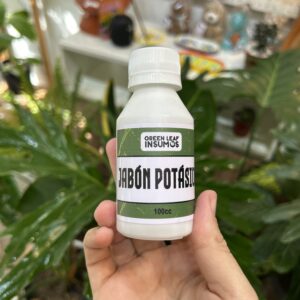 GREEN LEAF
INSUMOS
JABÓN POTÁSIC
100cc